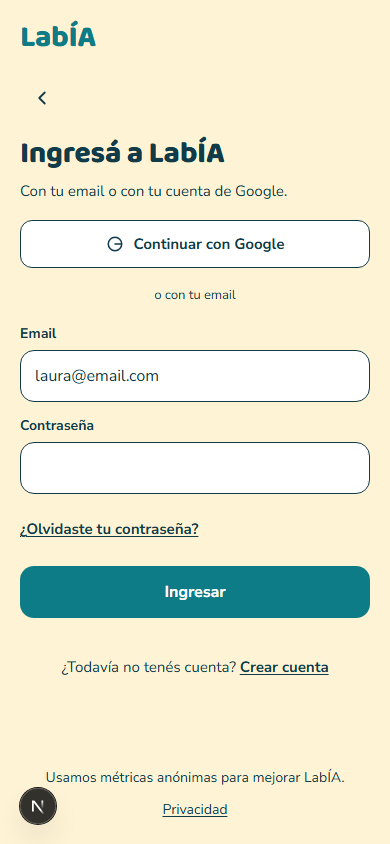 LabÍA
Ingresá a LabÍA
Con tu email o con tu cuenta de Google.
Continuar con Google
o con tu email
Email
laura@email.com
Contraseña
¿Olvidaste tu contraseña?
Ingresar
¿Todavía no tenés cuenta? Crear cuenta
Usamos métricas anónimas para mejorar LabÍA.
N
Privacidad